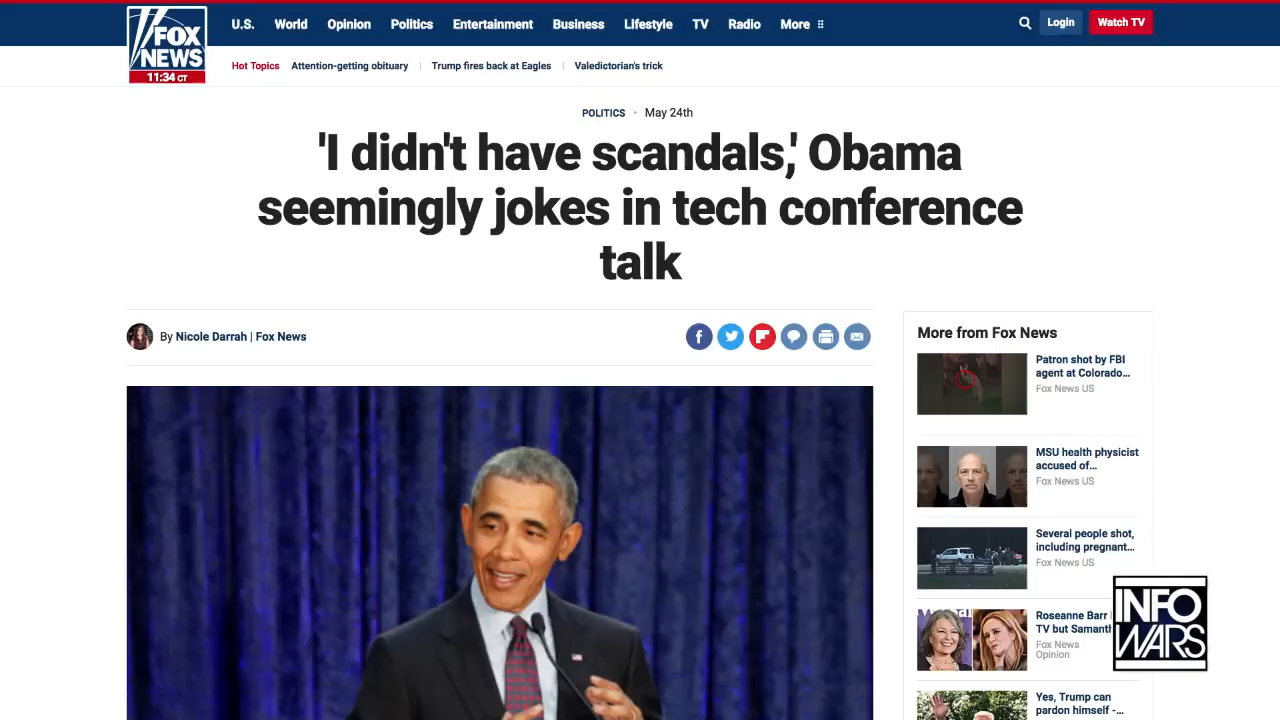 FOX
NEWS
11:34 CT
U.S. World Opinion Politics Entertainment Business Lifestyle TV Radio More
Login
Watch TV
Hot Topics Attention-getting obituary Trump fires back at Eagles Valedictorian's trick
POLITICS · May 24th
'I didn't have scandals,' Obama
seemingly jokes in tech conference
talk
By Nicole Darrah | Fox News
More from Fox News
Patron shot by FBI
agent at Colorado...
Fox News US
MSU health physicist
accused of...
Fox News US
Several people shot,
including pregnant...
Fox News US
Roseanne Barr
TV but Samanth
Fox News
Opinion
Yes, Trump can
pardon himself -...
INFO
WARS